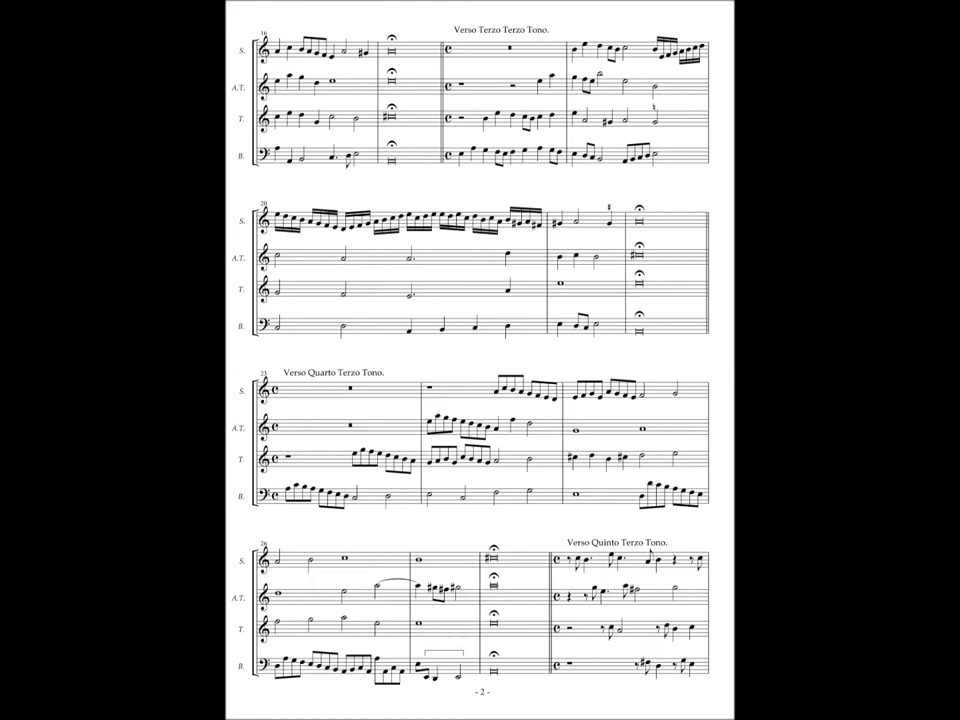 Verso Terzo Terzo Tono.
16
S.
A.T.
T.
B.
20
S.
A.T.
T.
B.
Verso Quarto Terzo Tono.
23
S.
A.T.
T.
B.
Verso Quinto Terzo Tono.
26
S.
A.T.
T.
B.
- 2 -